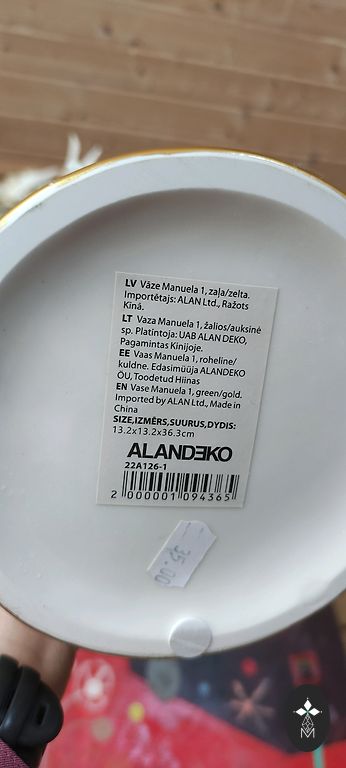 LV Vāze Manuela 1, zaļa/zelta.
Importētajs: ALAN Ltd., Ražots
Kīnā.
LT Vaza Manuela 1, žalios/auksinė
sp. Platintoja: UAB ALAN DEKO,
Pagamintas Kinijoje.
EE Vaas Manuela 1, roheline/
kuldne. Edasimüüja ALANDEKO
OÜ, Toodetud Hiinas
EN Vase Manuela 1, green/gold.
Imported by ALAN Ltd., Made in
China
SIZE,IZMĒRS,SUURUS,DYDIS:
13.2x13.2x36.3cm
ALANDEKO
22A126-1
2 000001 094365
35.00
M